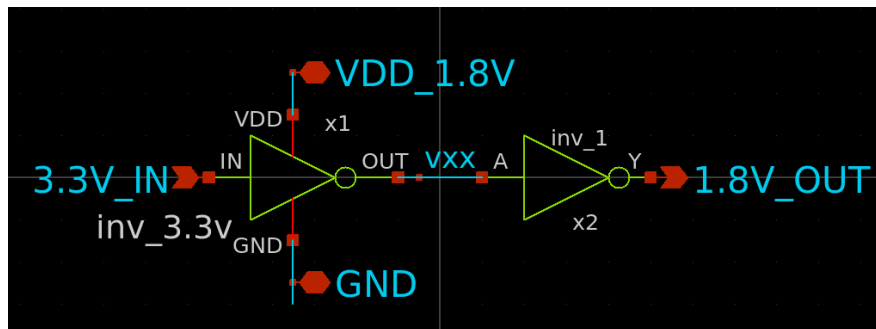 VDD_1.8V
VDD
x1
inv_1
IN
OUT
vxx
A
Y
3.3V_IN
1.8V_OUT
inv_3.3v
x2
GND
GND